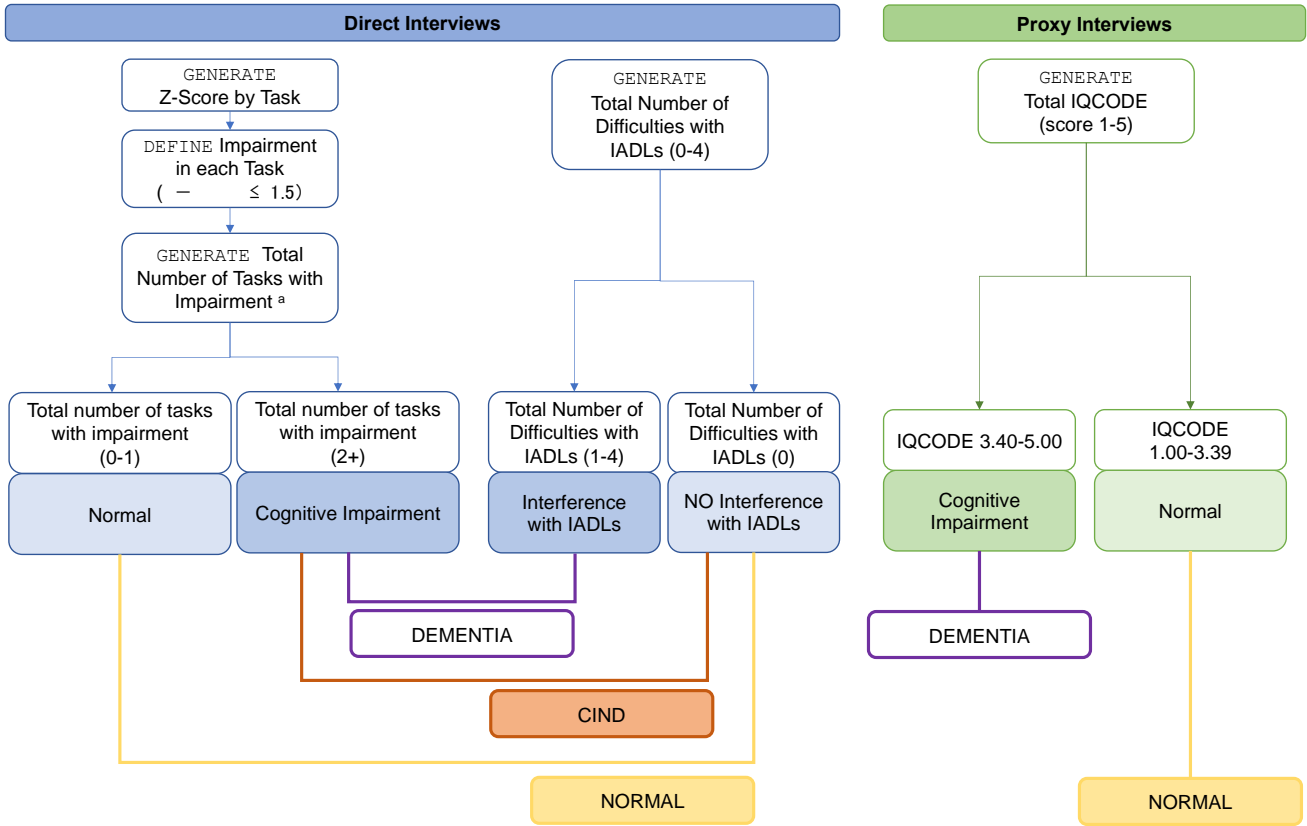 Direct Interviews
Proxy Interviews
GENERATE
Z-Score by Task
DEFINE Impairment
in each Task
( − ≤ 1.5)
GENERATE Total
Number of Tasks with
Impairment ᵃ
GENERATE
Total Number of
Difficulties with
IADLs (0-4)
GENERATE
Total IQCODE
(score 1-5)
Total number of tasks
with impairment
(0-1)
Normal
Total number of tasks
with impairment
(2+)
Cognitive Impairment
Total Number of
Difficulties with
IADLs (1-4)
Interference
with IADLs
Total Number of
Difficulties with
IADLs (0)
NO Interference
with IADLs
IQCODE 3.40-5.00
Cognitive
Impairment
IQCODE
1.00-3.39
Normal
DEMENTIA
DEMENTIA
CIND
NORMAL
NORMAL